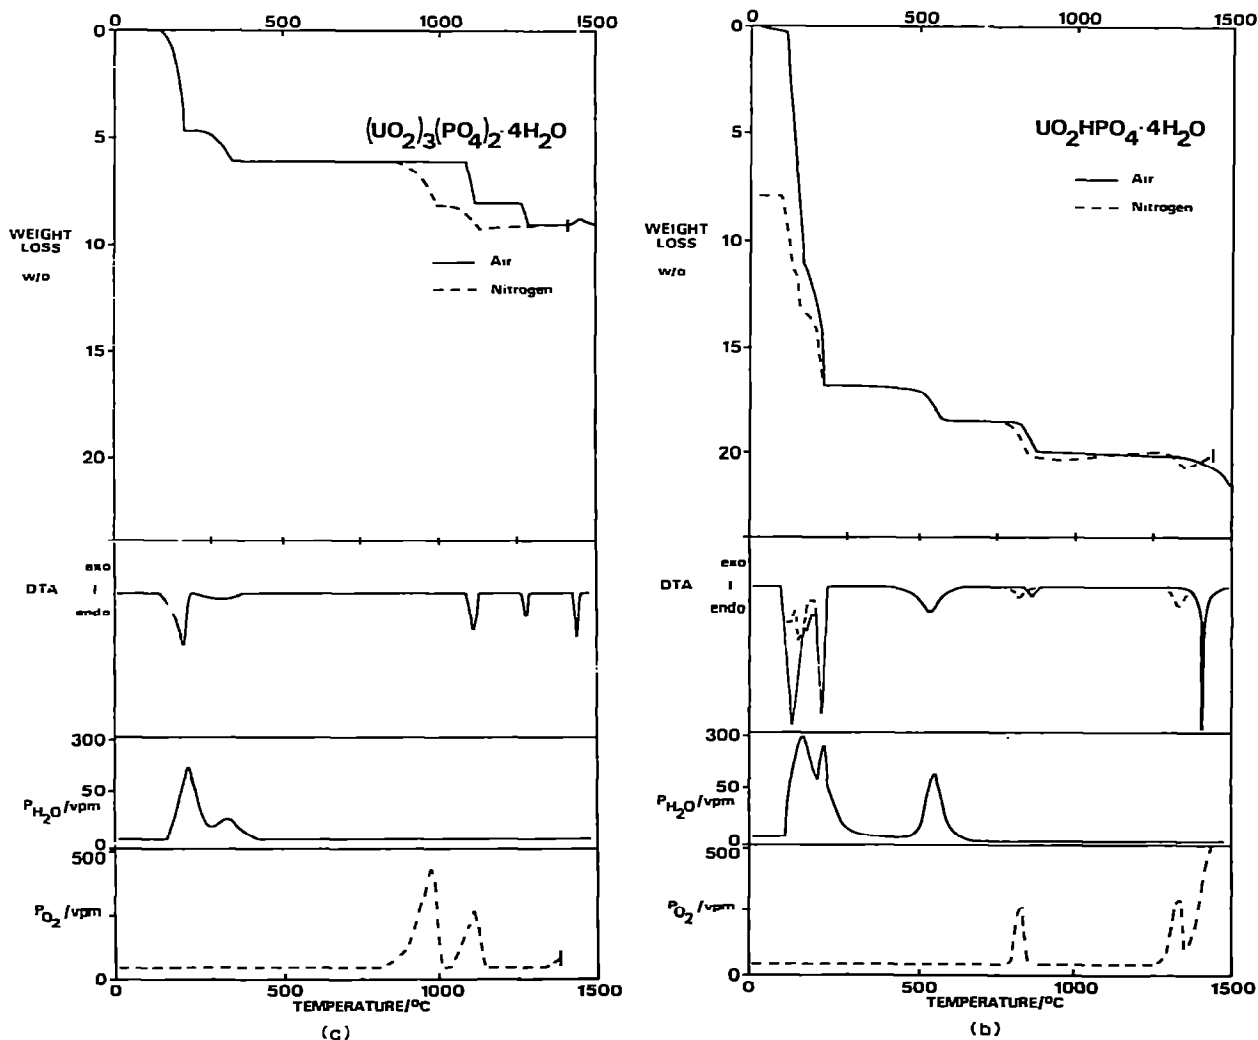 0 500 1000 1500
0
5
10
15
20
WEIGHT
LOSS
w/o
(UO2)3(PO4)2·4H2O
Air
Nitrogen
exo
DTA
endo
300
50
0
PH2O/vpm
500
0
PO2/vpm
0 500 1000 1500
TEMPERATURE/°C
(c)
0 500 1000 1500
0
5
10
15
20
WEIGHT
LOSS
w/o
UO2HPO4·4H2O
Air
Nitrogen
exo
DTA
endo
300
50
0
PH2O/vpm
500
0
PO2/vpm
0 500 1000 1500
TEMPERATURE/°C
(b)